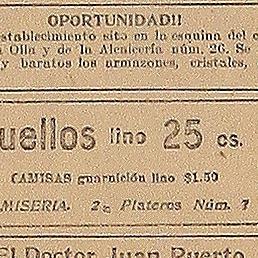 OPORTUNIDAD!!
stablecimiento sito en la esquina del c
a Olla y de la Alcaicería núm. 26. Se
y baratos los armazones, cristales,
uellos lino 25 cs.
CAMISAS guarnición lino $1.50
MISERIA. 2a Plateros Núm. 7
El Doctor Juan Puerto